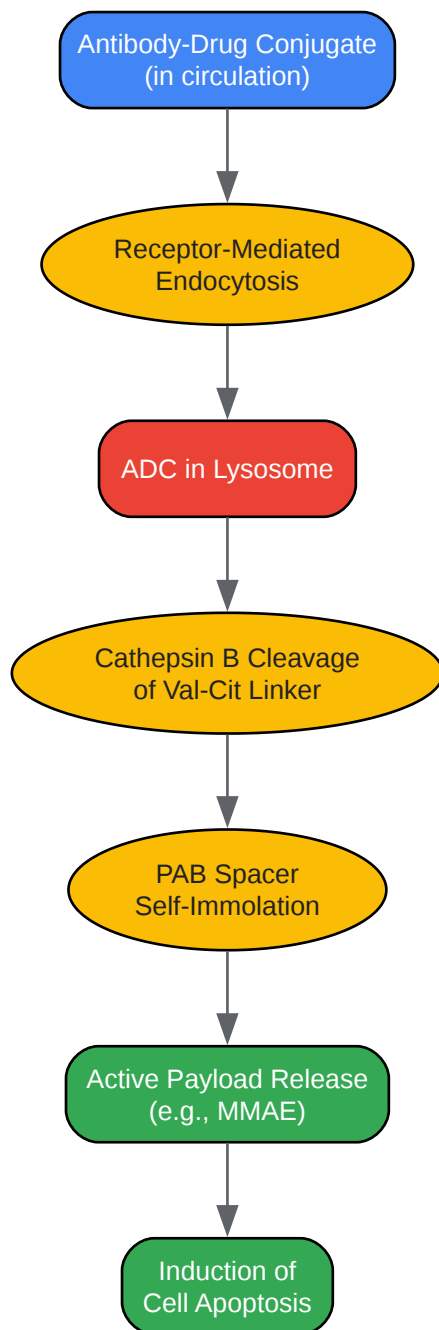 Antibody-Drug Conjugate
(in circulation)
Receptor-Mediated
Endocytosis
ADC in Lysosome
Cathepsin B Cleavage
of Val-Cit Linker
PAB Spacer
Self-Immolation
Active Payload Release
(e.g., MMAE)
Induction of
Cell Apoptosis